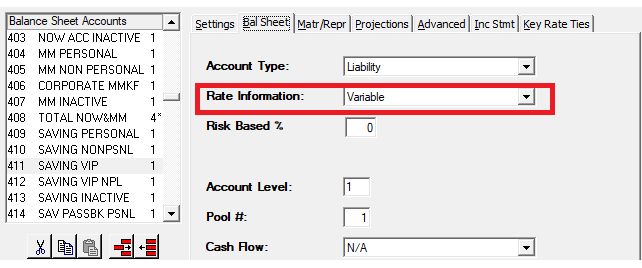 Balance Sheet Accounts
403 NOW ACC INACTIVE 1
404 MM PERSONAL 1
405 MM NON PERSONAL 1
406 CORPORATE MMKF 1
407 MM INACTIVE 1
408 TOTAL NOW&MM 4*
409 SAVING PERSONAL 1
410 SAVING NONPSNL 1
411 SAVING VIP 1
412 SAVING VIP NPL 1
413 SAVING INACTIVE 1
414 SAV PASSBK PSNL 1
Settings Bal Sheet Matr/Repr Projections Advanced Inc Stmt Key Rate Ties
Account Type: Liability
Rate Information: Variable
Risk Based % 0
Account Level: 1
Pool #: 1
Cash Flow: N/A